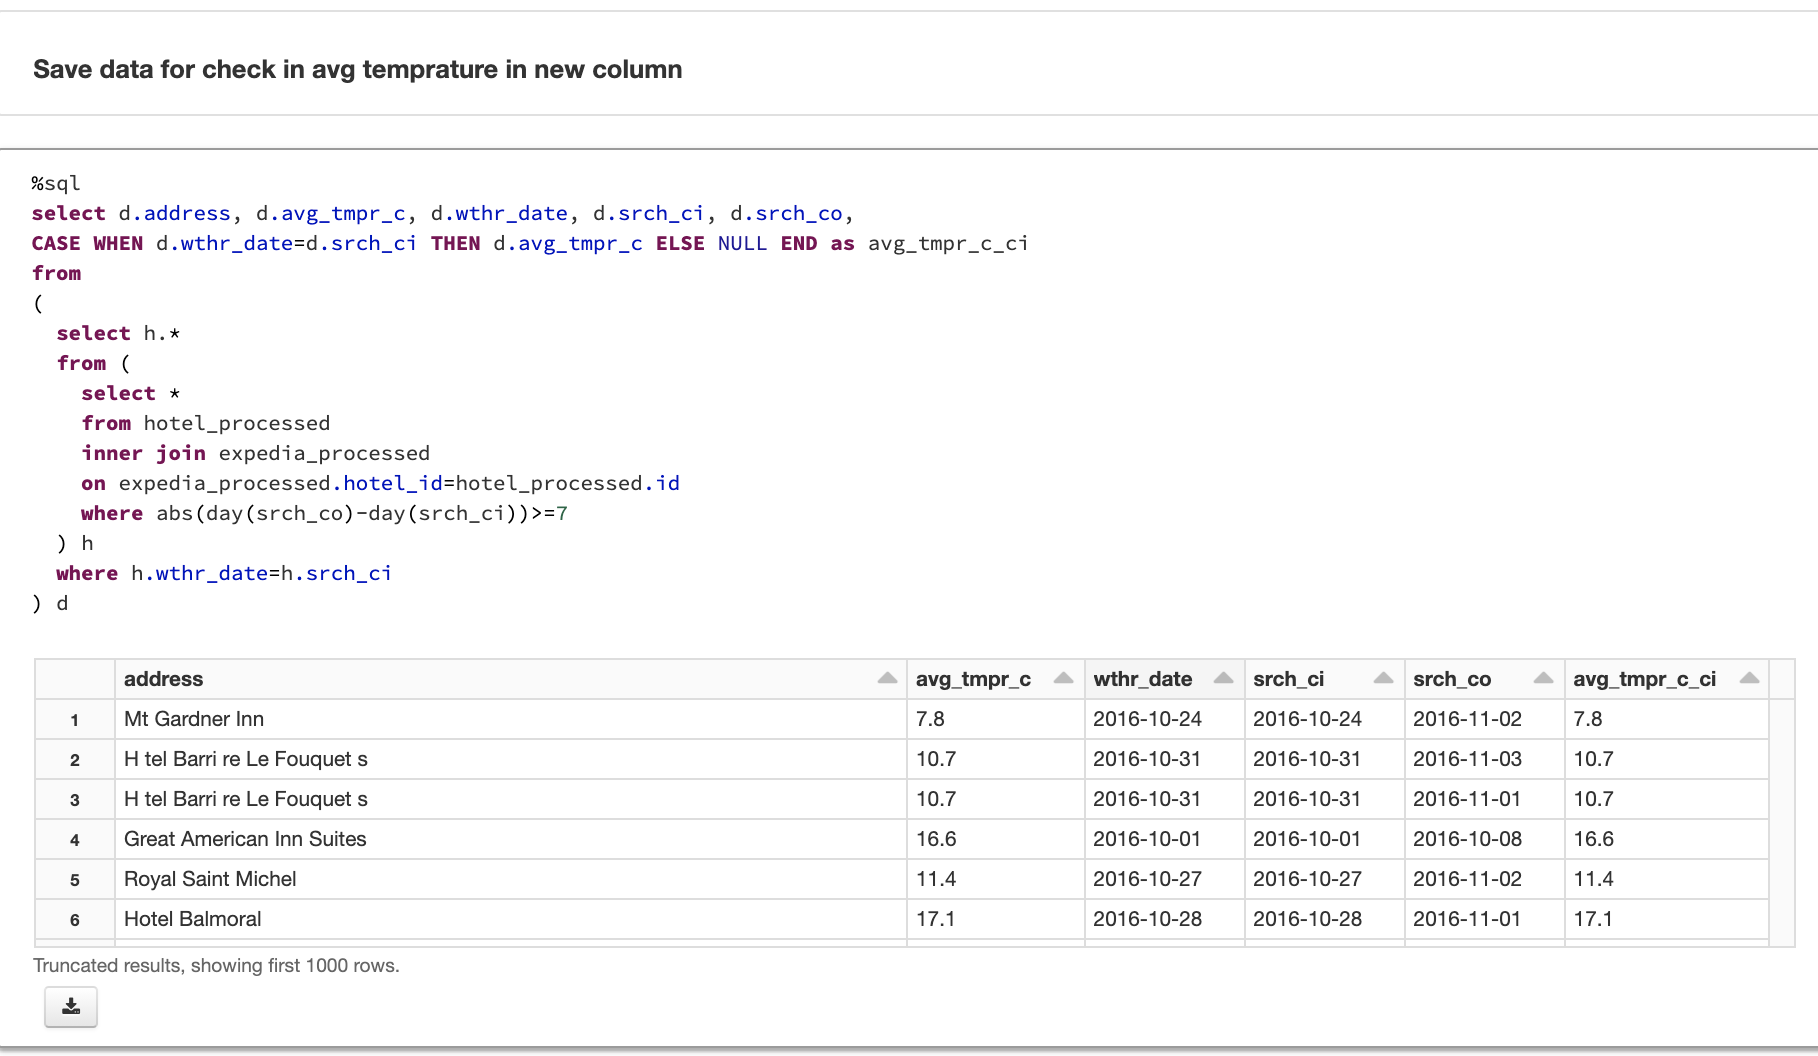 Save data for check in avg temprature in new column
%sql
select d.address, d.avg_tmpr_c, d.wthr_date, d.srch_ci, d.srch_co,
CASE WHEN d.wthr_date=d.srch_ci THEN d.avg_tmpr_c ELSE NULL END as avg_tmpr_c_ci
from
(
  select h.*
  from (
    select *
    from hotel_processed
    inner join expedia_processed
    on expedia_processed.hotel_id=hotel_processed.id
    where abs(day(srch_co)-day(srch_ci))>=7
  ) h
  where h.wthr_date=h.srch_ci
) d
address avg_tmpr_c wthr_date srch_ci srch_co avg_tmpr_c_ci
1 Mt Gardner Inn 7.8 2016-10-24 2016-10-24 2016-11-02 7.8
2 H tel Barri re Le Fouquet s 10.7 2016-10-31 2016-10-31 2016-11-03 10.7
3 H tel Barri re Le Fouquet s 10.7 2016-10-31 2016-10-31 2016-11-01 10.7
4 Great American Inn Suites 16.6 2016-10-01 2016-10-01 2016-10-08 16.6
5 Royal Saint Michel 11.4 2016-10-27 2016-10-27 2016-11-02 11.4
6 Hotel Balmoral 17.1 2016-10-28 2016-10-28 2016-11-01 17.1
Truncated results, showing first 1000 rows.